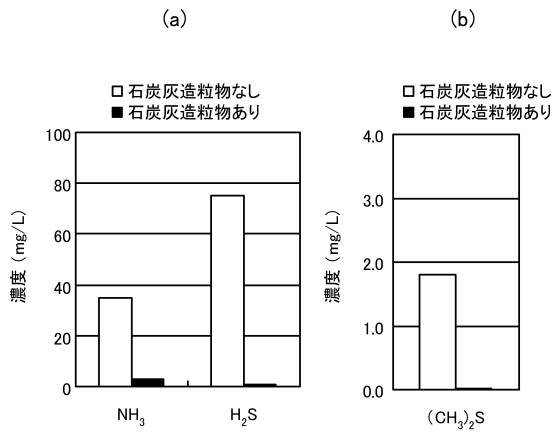 (a)
□石炭灰造粒物なし
■石炭灰造粒物あり
濃度 (mg/L)
100
80
60
40
20
0
NH₃
H₂S
(b)
□石炭灰造粒物なし
■石炭灰造粒物あり
濃度 (mg/L)
4.0
3.0
2.0
1.0
0.0
(CH₃)₂S